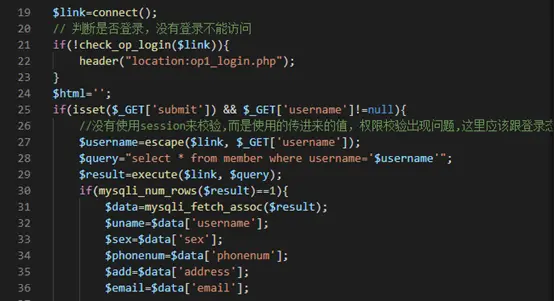 19 $link=connect();
20 // 判断是否登录，没有登录不能访问
21 if(!check_op_login($link)){
22 header("location:op1_login.php");
23 }
24 $html='';
25 if(isset($_GET['submit']) && $_GET['username']!=null){
26 //没有使用session来校验,而是使用的传进来的值，权限校验出现问题,这里应该跟登录态
27 $username=escape($link, $_GET['username']);
28 $query="select * from member where username='$username'";
29 $result=execute($link, $query);
30 if(mysqli_num_rows($result)==1){
31 $data=mysqli_fetch_assoc($result);
32 $uname=$data['username'];
33 $sex=$data['sex'];
34 $phonenum=$data['phonenum'];
35 $add=$data['address'];
36 $email=$data['email'];